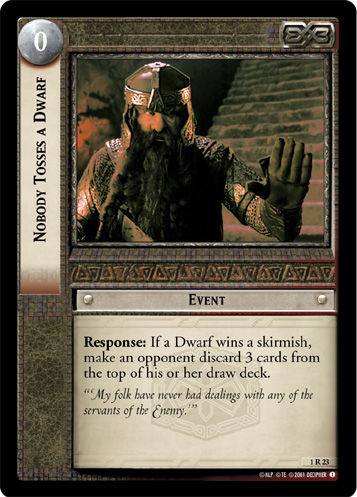 0
NOBODY TOSSES A DWARF
EVENT
Response: If a Dwarf wins a skirmish,
make an opponent discard 3 cards from
the top of his or her draw deck.
"'My folk have never had dealings with any of the
servants of the Enemy.'"
1 R 23
©NLP ©TE ©2001 DECIPHER